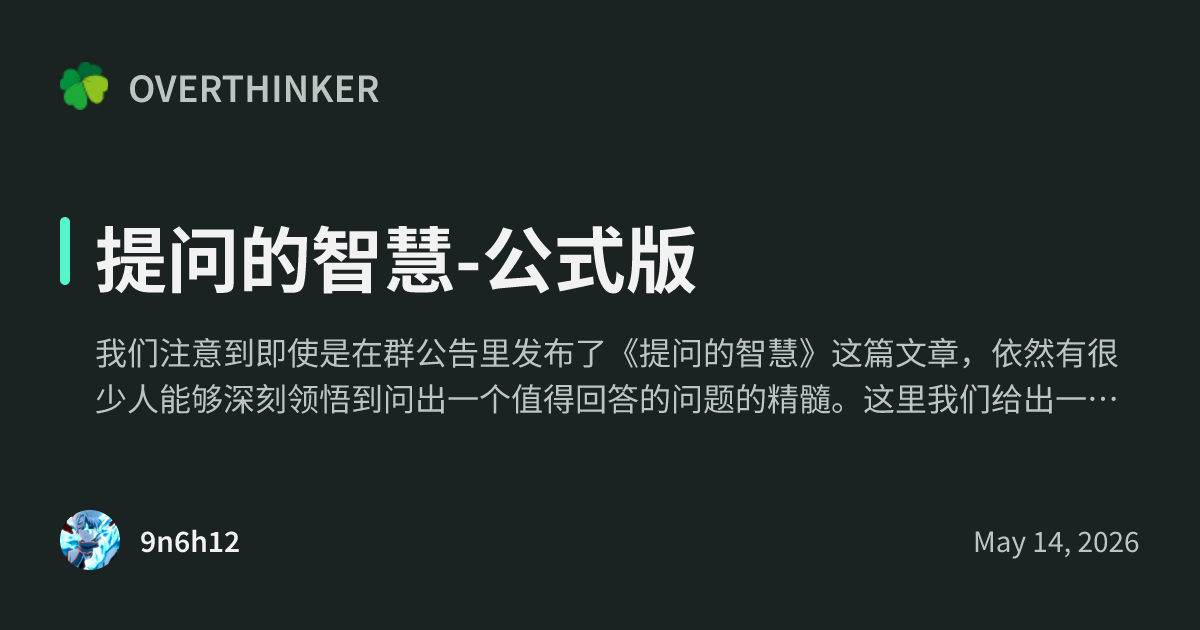 OVERTHINKER
提问的智慧-公式版
我们注意到即使是在群公告里发布了《提问的智慧》这篇文章，依然有很
少人能够深刻领悟到问出一个值得回答的问题的精髓。这里我们给出一…
9n6h12
May 14, 2026